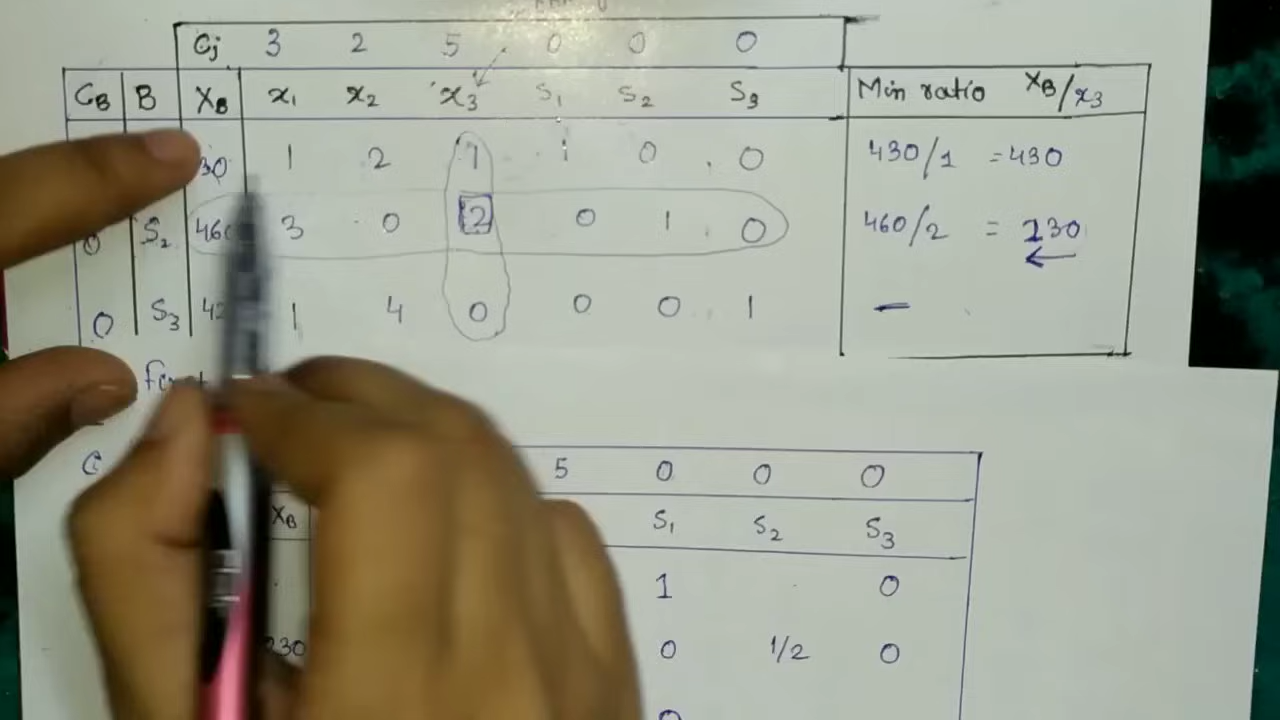 Cj 3 2 5 0 0 0
CB B XB x1 x2 x3 S1 S2 S3 Min ratio XB/x3
30 1 2 1 1 0 0 430/1 =430
0 S2 460 3 0 2 0 1 0 460/2 = 230
0 S3 42 1 4 0 0 0 1 –
C 5 0 0 0
XB S1 S2 S3
1 0
230 0 1/2 0
0